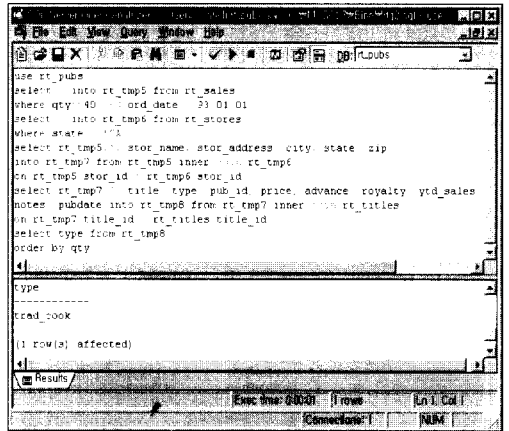 File Edit View Query Window Help
DB: rt_pubs
use rt_pubs
select into rt_tmp5 from rt_sales
where qty 40 ord_date 93 01 01
select into rt_tmp6 from rt_stores
where state
select rt_tmp5 stor_name, stor_address city, state zip
into rt_tmp7 from rt_tmp5 inner rt_tmp6
on rt_tmp5 stor_id rt_tmp6 stor_id
select rt_tmp7 title type pub_id, price, advance royalty ytd_sales
notes pubdate into rt_tmp8 from rt_tmp7 inner rt_titles
on rt_tmp7 title_id rt_titles title_id
select type from rt_tmp8
order by qty
type
------------
trad_cook
(1 row(s) affected)
Results
Exec time: 0:00:01 1 rows Ln 1, Col 1
Connections: 1 NUM